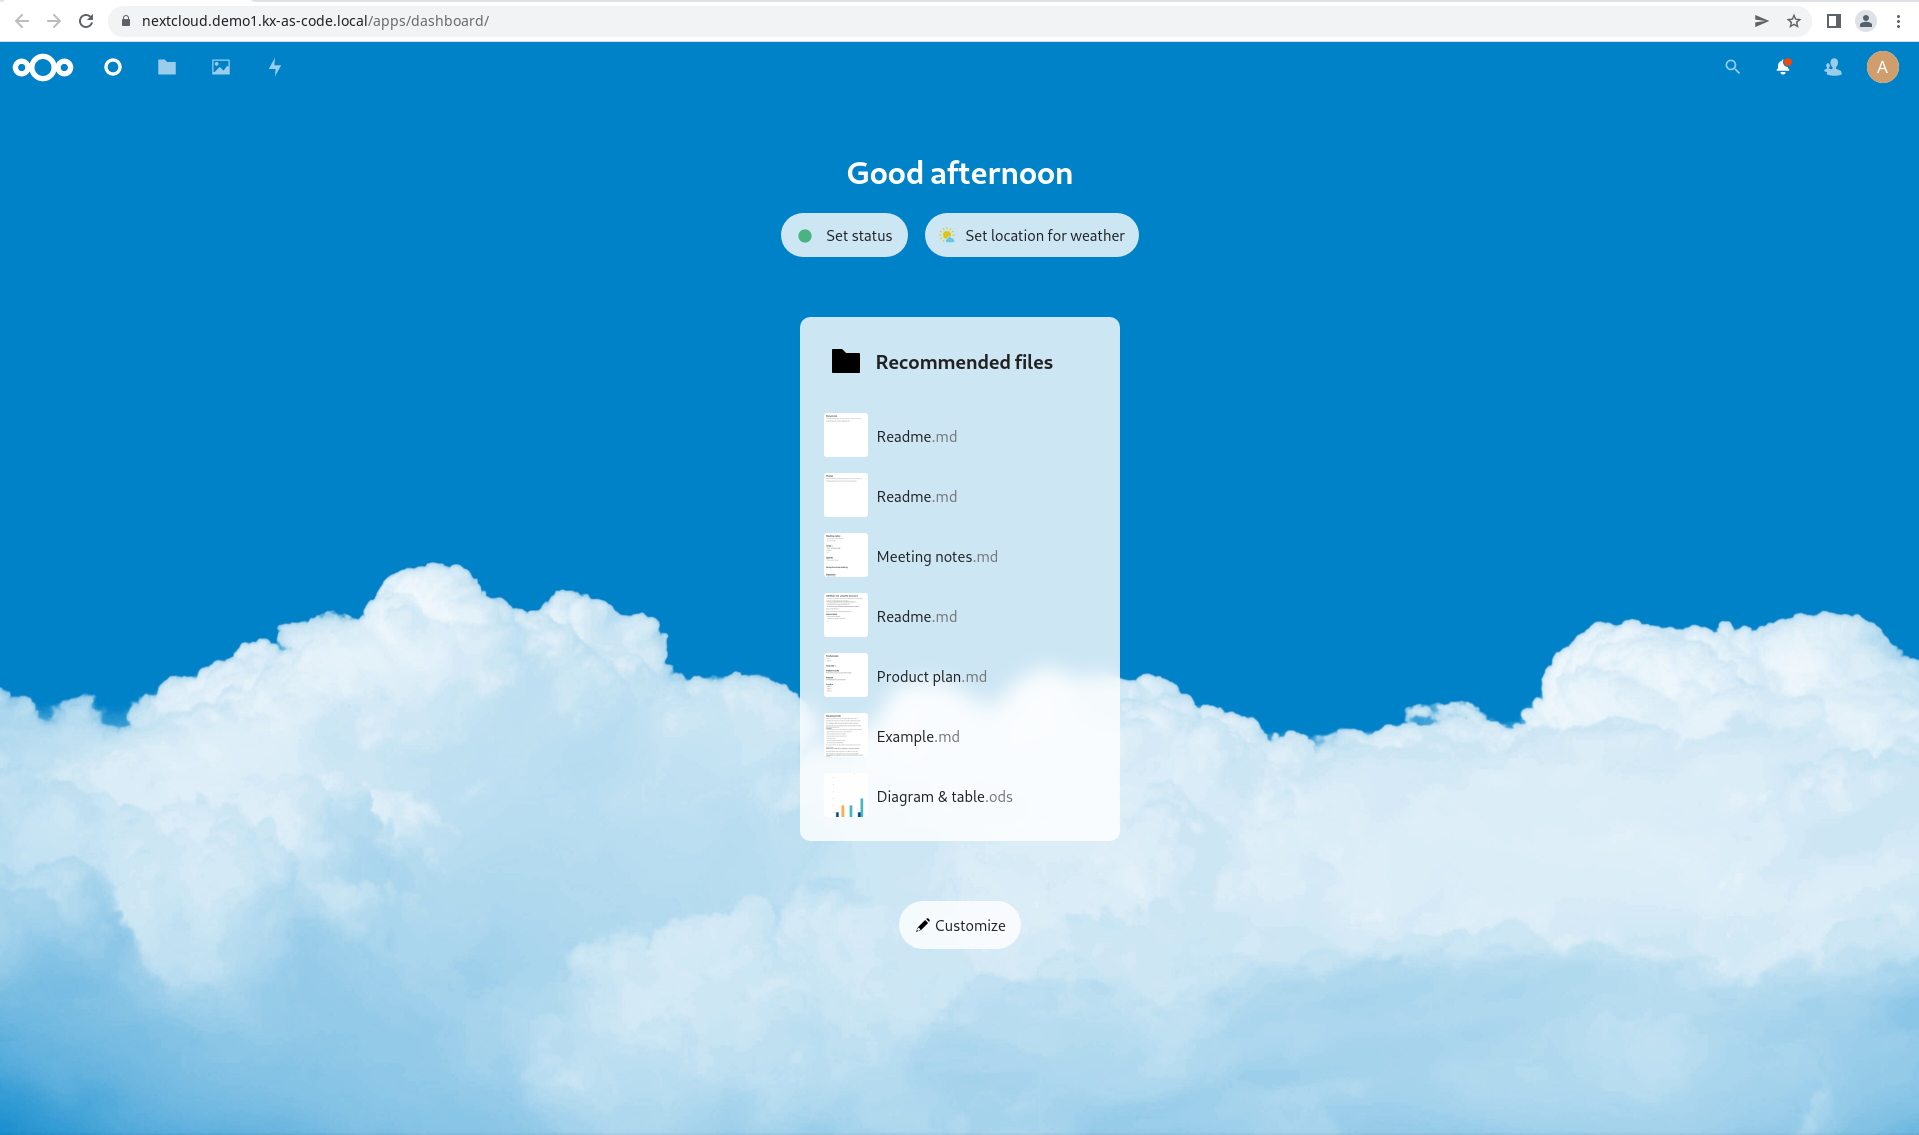 nextcloud.demo1.kx-as-code.local/apps/dashboard/
A
Good afternoon
Set status
Set location for weather
Recommended files
Readme.md
Readme.md
Meeting notes.md
Readme.md
Product plan.md
Example.md
Diagram & table.ods
Customize